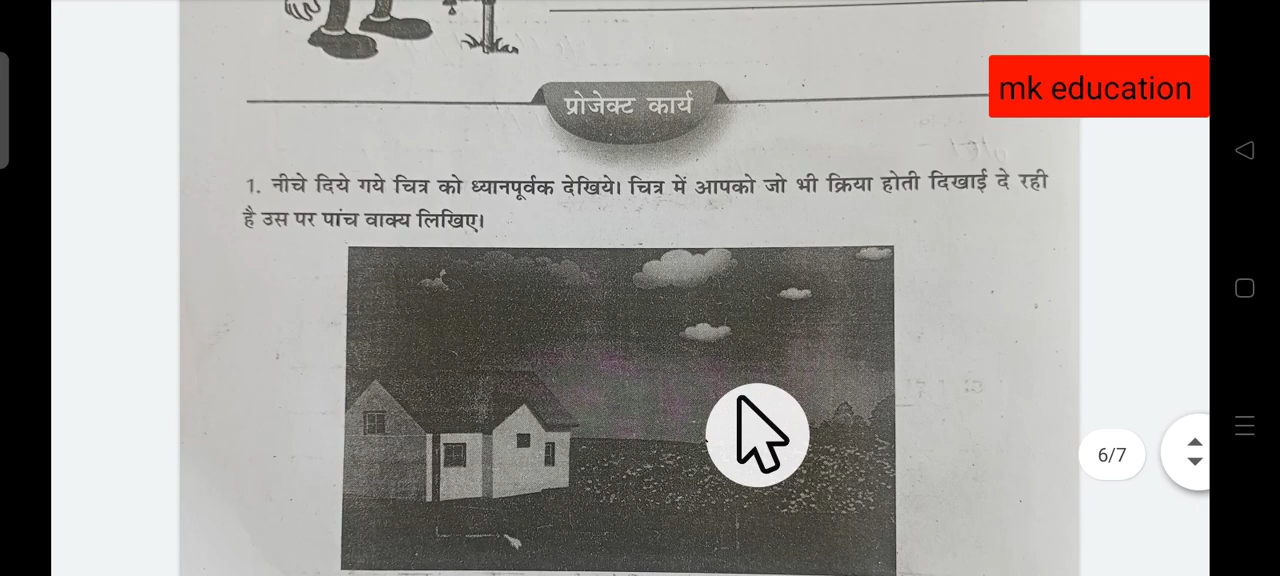 mk education
प्रोजेक्ट कार्य
1. नीचे दिये गये चित्र को ध्यानपूर्वक देखिये। चित्र में आपको जो भी क्रिया होती दिखाई दे रही
है उस पर पांच वाक्य लिखिए।
6/7